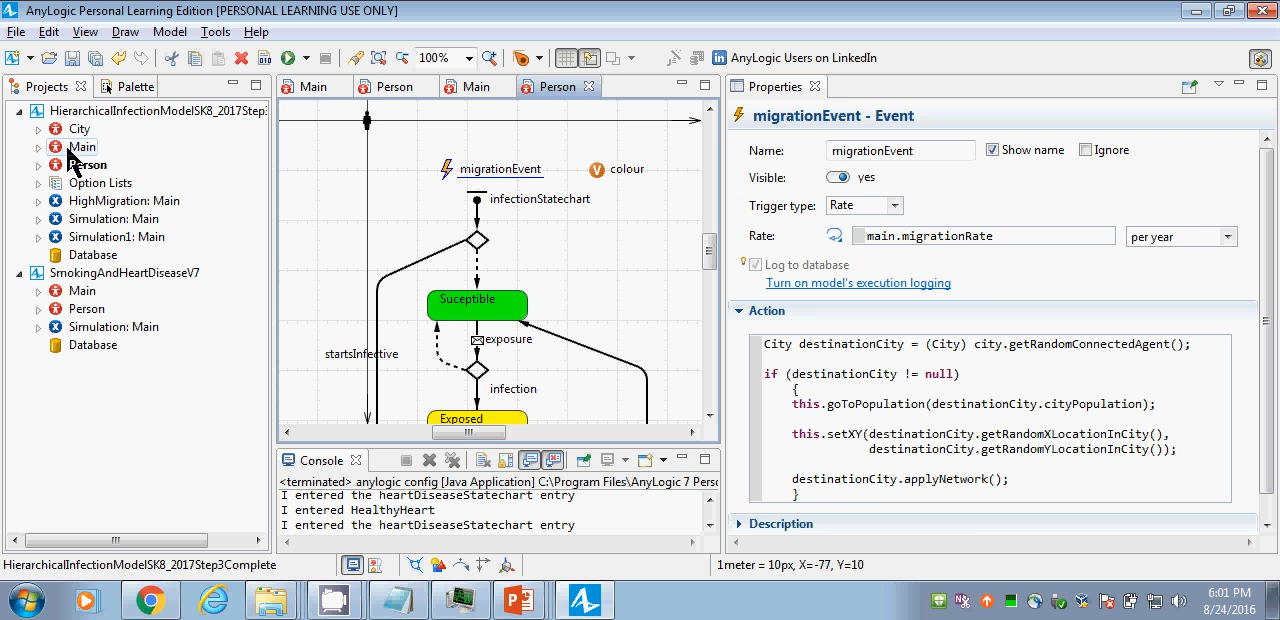 AnyLogic Personal Learning Edition [PERSONAL LEARNING USE ONLY]
File Edit View Draw Model Tools Help
100% AnyLogic Users on LinkedIn
Projects Palette
HierarchicalInfectionModelSK8_2017Step3
City
Main
Person
Option Lists
HighMigration: Main
Simulation: Main
Simulation1: Main
Database
SmokingAndHeartDiseaseV7
Main
Person
Simulation: Main
Database
Main Person Main Person
migrationEvent colour
infectionStatechart
Suceptible
exposure
startsInfective
infection
Exposed
Console
<terminated> anylogic config [Java Application] C:\Program Files\AnyLogic 7 Perso
I entered the heartDiseaseStatechart entry
I entered HealthyHeart
I entered the heartDiseaseStatechart entry
Properties
migrationEvent - Event
Name: migrationEvent Show name Ignore
Visible: yes
Trigger type: Rate
Rate: main.migrationRate per year
Log to database
Turn on model's execution logging
Action
City destinationCity = (City) city.getRandomConnectedAgent();
if (destinationCity != null)
{
this.goToPopulation(destinationCity.cityPopulation);
this.setXY(destinationCity.getRandomXLocationInCity(),
destinationCity.getRandomYLocationInCity());
destinationCity.applyNetwork();
}
Description
HierarchicalInfectionModelSK8_2017Step3Complete
1meter = 10px, X=-77, Y=10
6:01 PM
8/24/2016